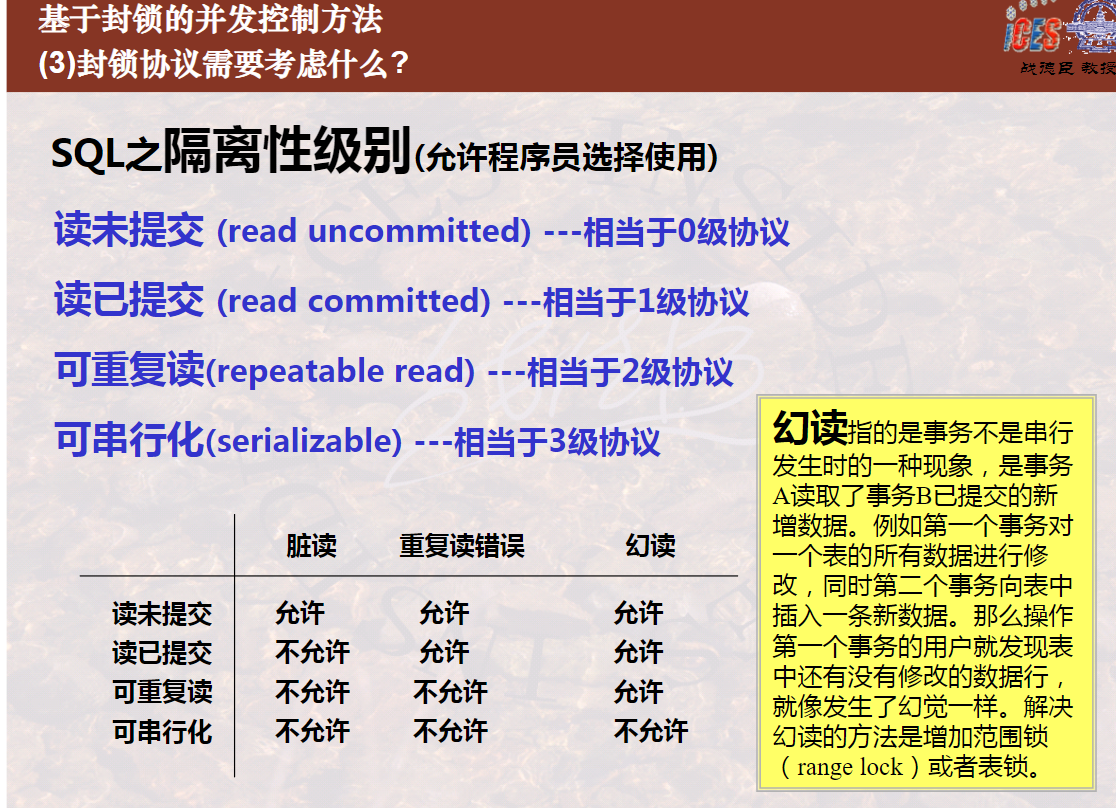 基于封锁的并发控制方法
(3)封锁协议需要考虑什么?
iCES
战德臣 教授
SQL之隔离性级别(允许程序员选择使用)
读未提交 (read uncommitted) ---相当于0级协议
读已提交 (read committed) ---相当于1级协议
可重复读(repeatable read) ---相当于2级协议
可串行化(serializable) ---相当于3级协议
脏读 重复读错误 幻读
读未提交 允许 允许 允许
读已提交 不允许 允许 允许
可重复读 不允许 不允许 允许
可串行化 不允许 不允许 不允许
幻读指的是事务不是串行
发生时的一种现象，是事务
A读取了事务B已提交的新
增数据。例如第一个事务对
一个表的所有数据进行修
改，同时第二个事务向表中
插入一条新数据。那么操作
第一个事务的用户就发现表
中还有没有修改的数据行，
就像发生了幻觉一样。解决
幻读的方法是增加范围锁
（range lock）或者表锁。